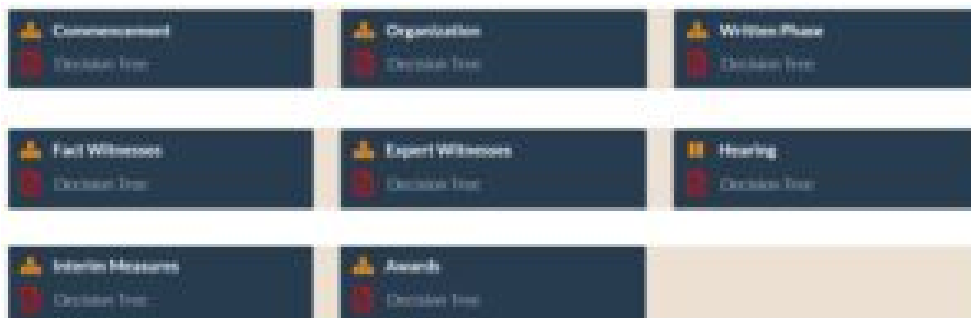 Commencement
Decision Tree
Organization
Decision Tree
Written Phase
Decision Tree
Fact Witnesses
Decision Tree
Expert Witnesses
Decision Tree
Hearing
Decision Tree
Interim Measures
Decision Tree
Awards
Decision Tree